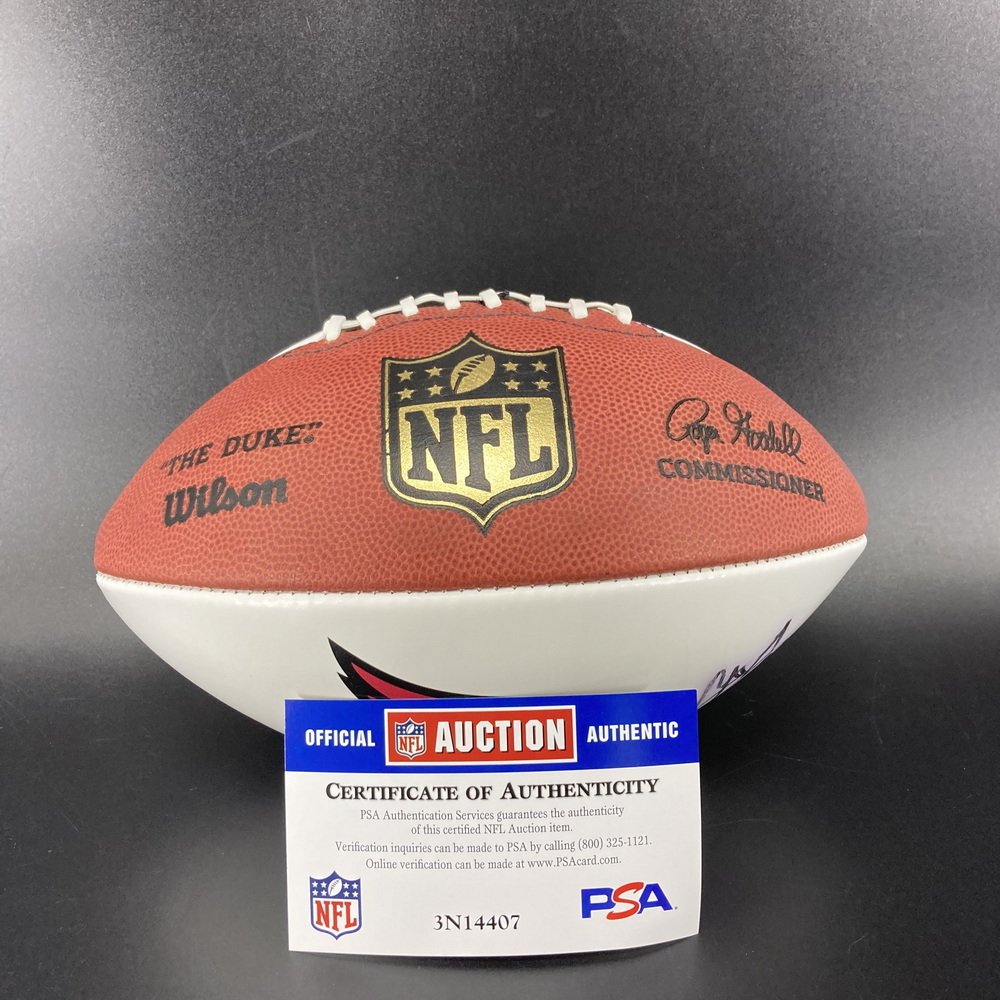 "THE DUKE"
Wilson
NFL
Roger Goodell
COMMISSIONER
OFFICIAL NFL AUCTION AUTHENTIC
CERTIFICATE OF AUTHENTICITY
PSA Authentication Services guarantees the authenticity
of this certified NFL Auction item.
Verification inquiries can be made to PSA by calling (800) 325-1121.
Online verification can be made at www.PSAcard.com.
NFL
3N14407
PSA